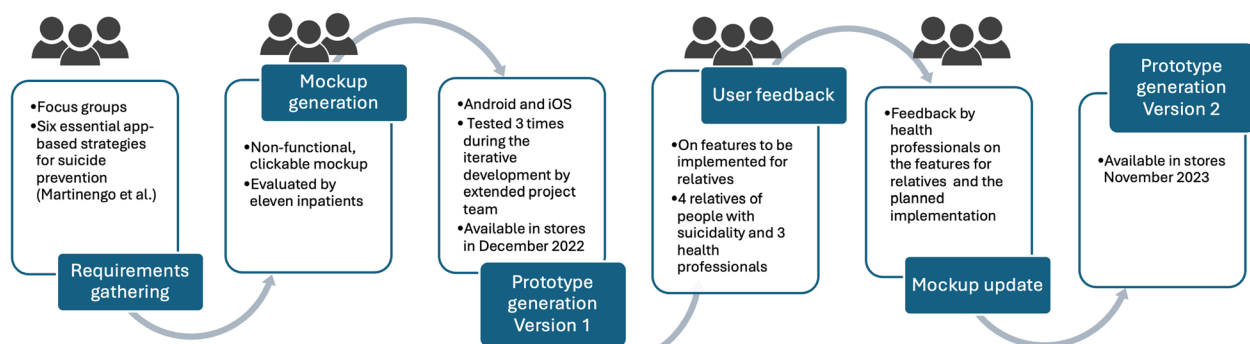 •Focus groups
•Six essential app-
based strategies
for suicide
prevention
(Martinengo et al.)
Requirements
gathering
Mockup
generation
•Non-functional,
clickable mockup
•Evaluated by
eleven inpatients
•Android and iOS
• Tested 3 times
during the
iterative
development by
extended project
team
•Available in stores
in December 2022
Prototype
generation
Version 1
User feedback
•On features to be
implemented for
relatives
•4 relatives of
people with
suicidality and 3
health
professionals
•Feedback by
health
professionals on
the features for
relatives and the
planned
implementation
Mockup update
Prototype
generation
Version 2
•Available in stores
November 2023